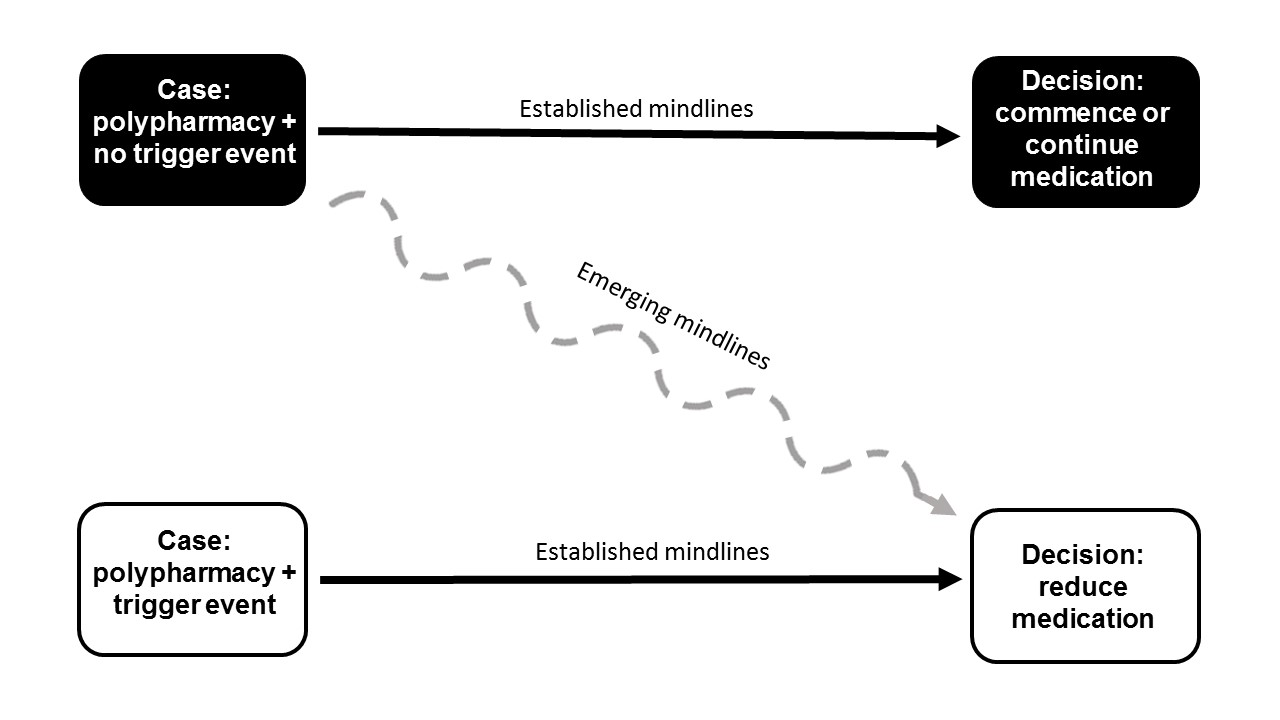 Case:
polypharmacy +
no trigger event
Established mindlines
Decision:
commence or
continue
medication
Emerging mindlines
Case:
polypharmacy +
trigger event
Established mindlines
Decision:
reduce
medication